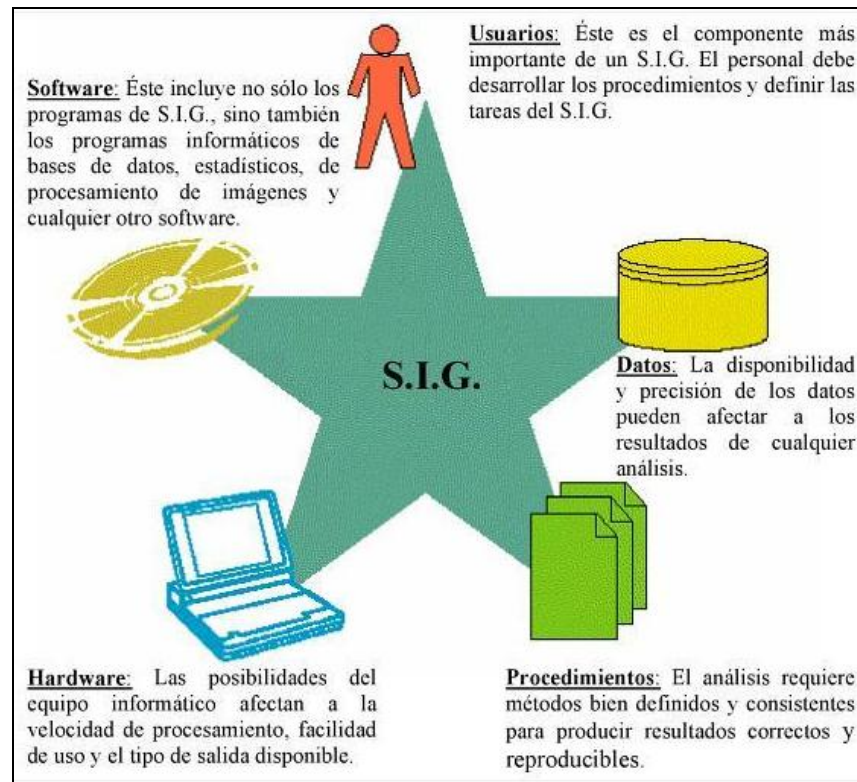 Usuarios: Éste es el componente más
importante de un S.I.G. El personal debe
desarrollar los procedimientos y definir las
tareas del S.I.G.
Software: Éste incluye no sólo los
programas de S.I.G., sino también
los programas informáticos de
bases de datos, estadísticos, de
procesamiento de imágenes y
cualquier otro software.
S.I.G.
Datos: La disponibilidad
y precisión de los datos
pueden afectar a los
resultados de cualquier
análisis.
Hardware: Las posibilidades del
equipo informático afectan a la
velocidad de procesamiento, facilidad
de uso y el tipo de salida disponible.
Procedimientos: El análisis requiere
métodos bien definidos y consistentes
para producir resultados correctos y
reproducibles.